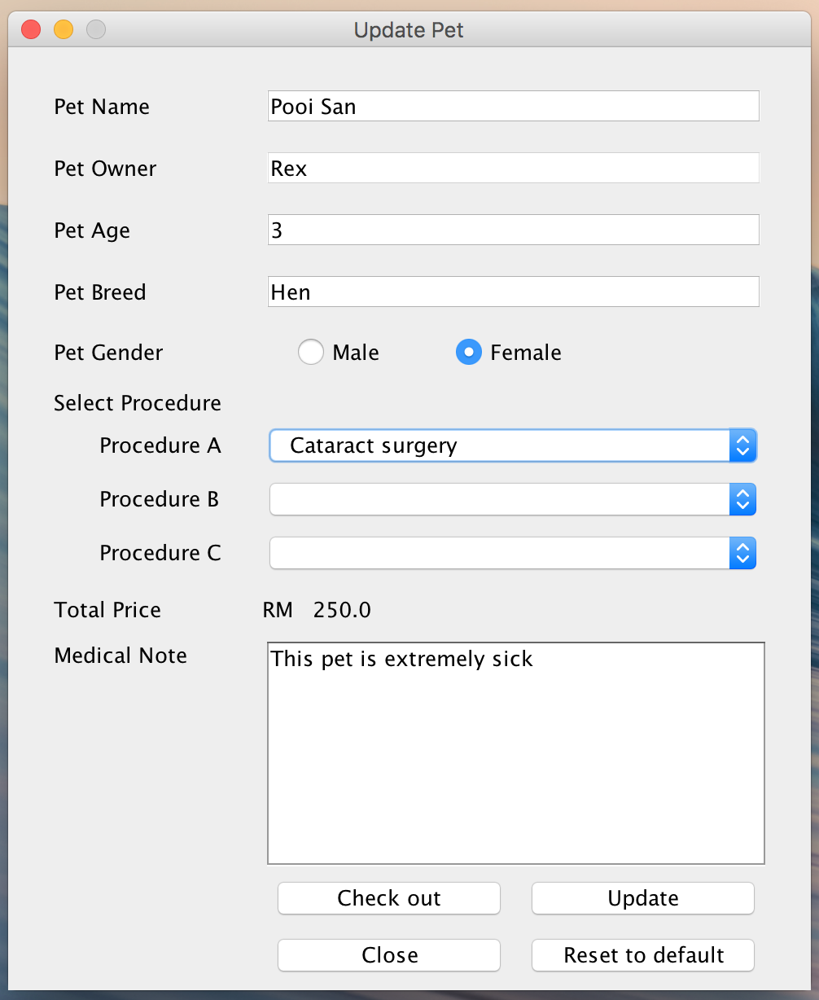 Update Pet
Pet Name Pooi San
Pet Owner Rex
Pet Age 3
Pet Breed Hen
Pet Gender Male Female
Select Procedure
Procedure A Cataract surgery
Procedure B
Procedure C
Total Price RM 250.0
Medical Note This pet is extremely sick
Check out Update
Close Reset to default